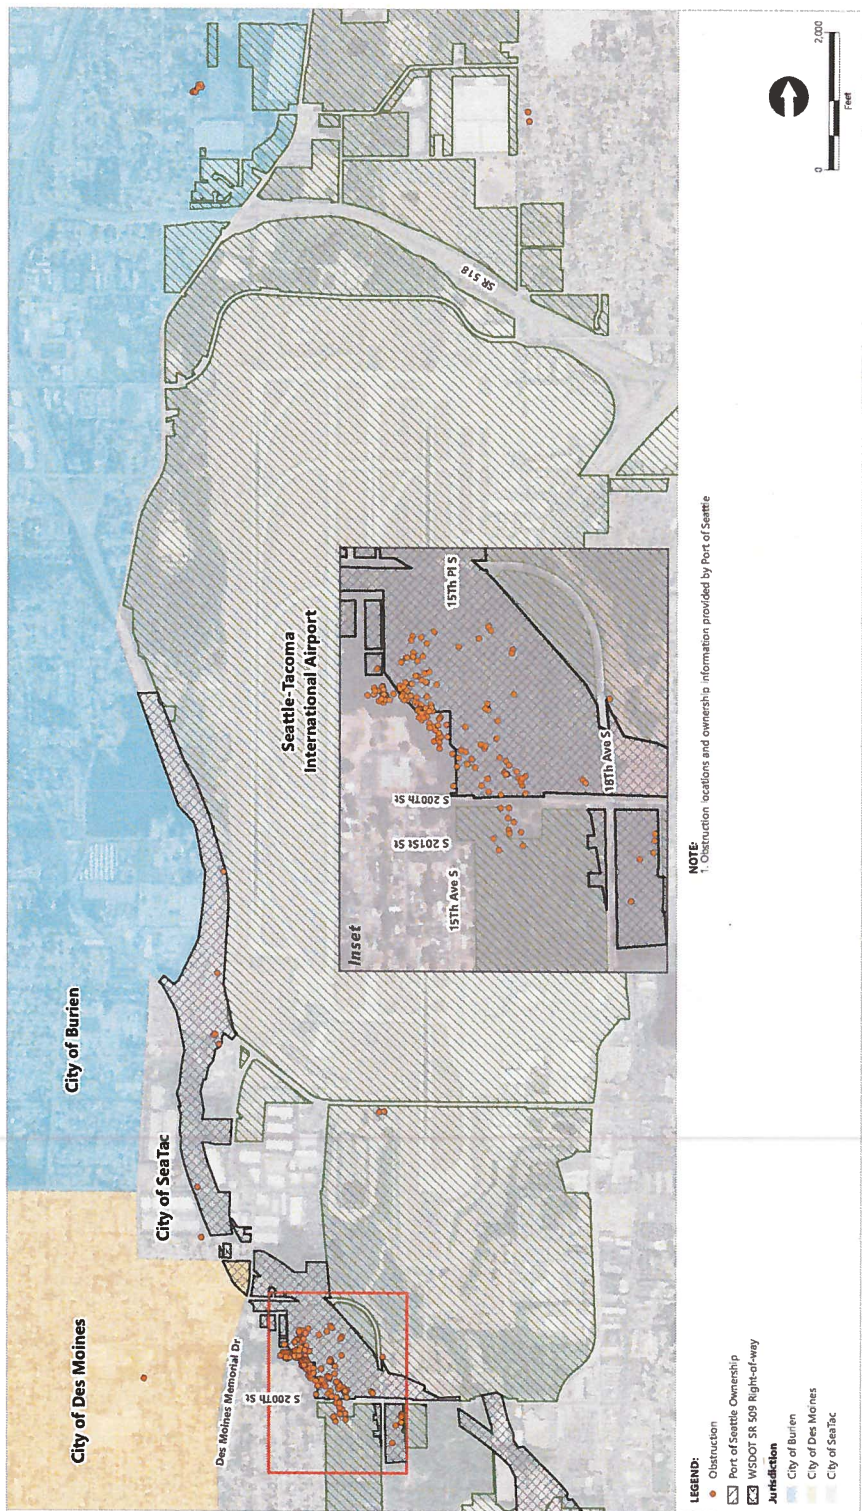 City of Des Moines
City of Burien
City of SeaTac
Des Moines Memorial Dr
S 200Th St
Seattle-Tacoma
International Airport
SR 518
Inset
15Th Ave S
S 201St St
S 200Th St
18Th Ave S
15Th Pl S
LEGEND:
Obstruction
Port of Seattle Ownership
WSDOT SR 509 Right-of-way
Jurisdiction
City of Burien
City of Des Moines
City of SeaTac
NOTE:
1. Obstruction locations and ownership information provided by Port of Seattle
0
2,000
Feet